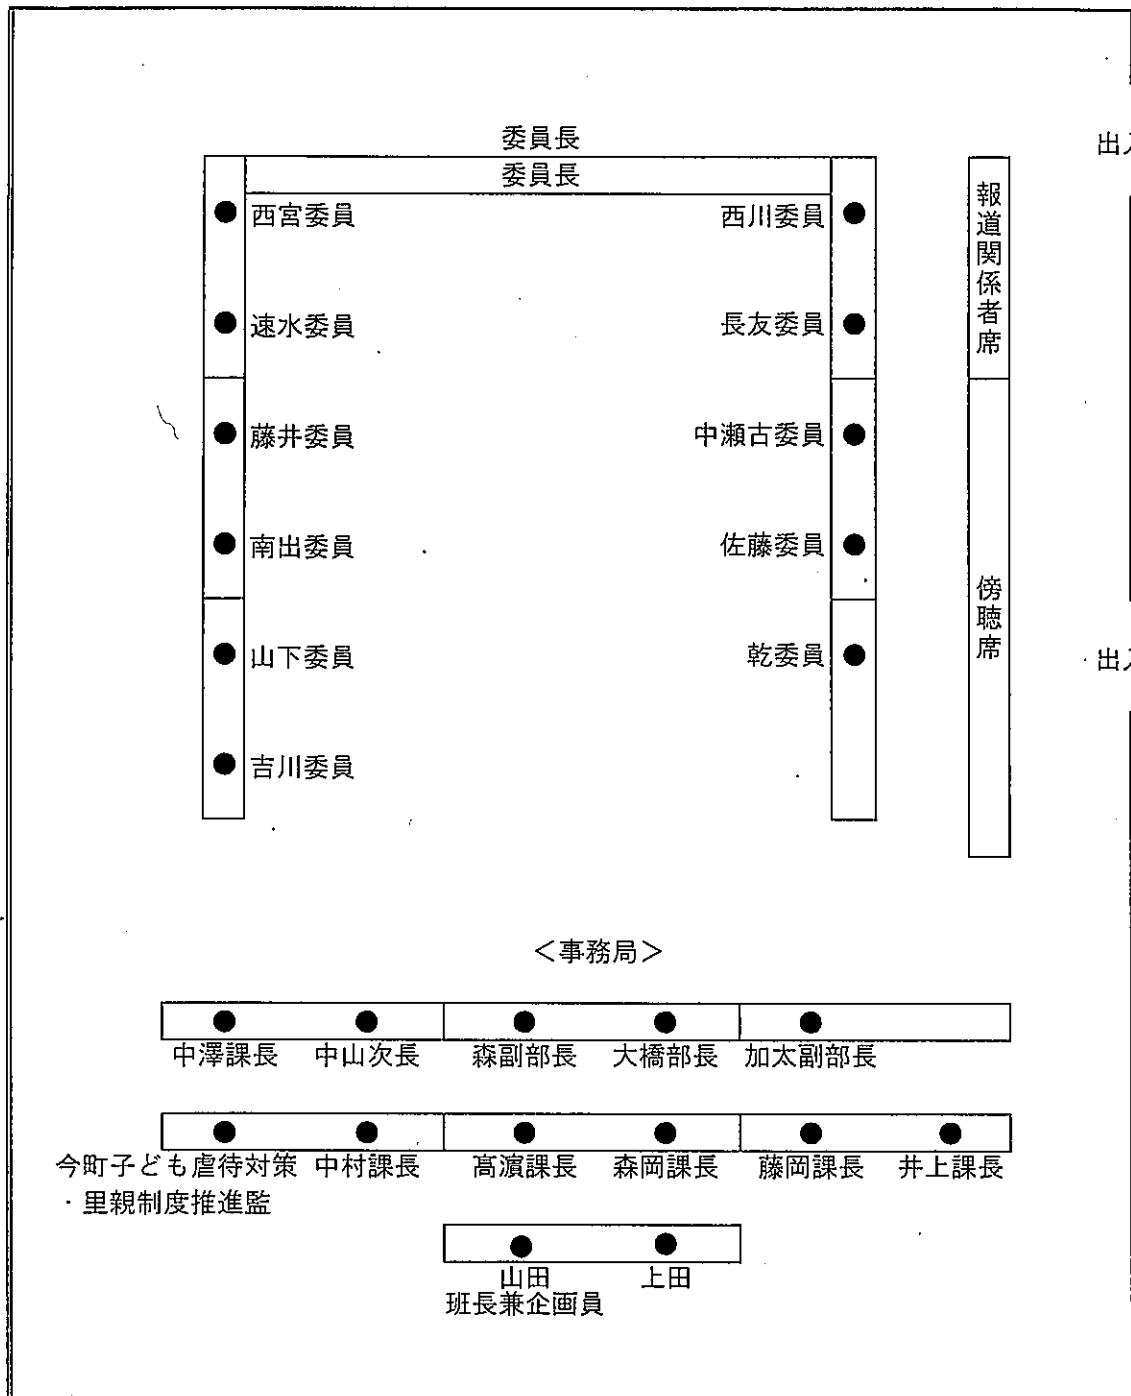 委員長
出入
委員長
西宮委員
西川委員
報道関係者席
速水委員
長友委員
藤井委員
中瀬古委員
南出委員
佐藤委員
傍聴席
山下委員
乾委員
出入
吉川委員
＜事務局＞
中澤課長 中山次長 森副部長 大橋部長 加太副部長
今町子ども虐待対策 中村課長 髙濵課長 森岡課長 藤岡課長 井上課長
・里親制度推進監
山田 上田
班長兼企画員